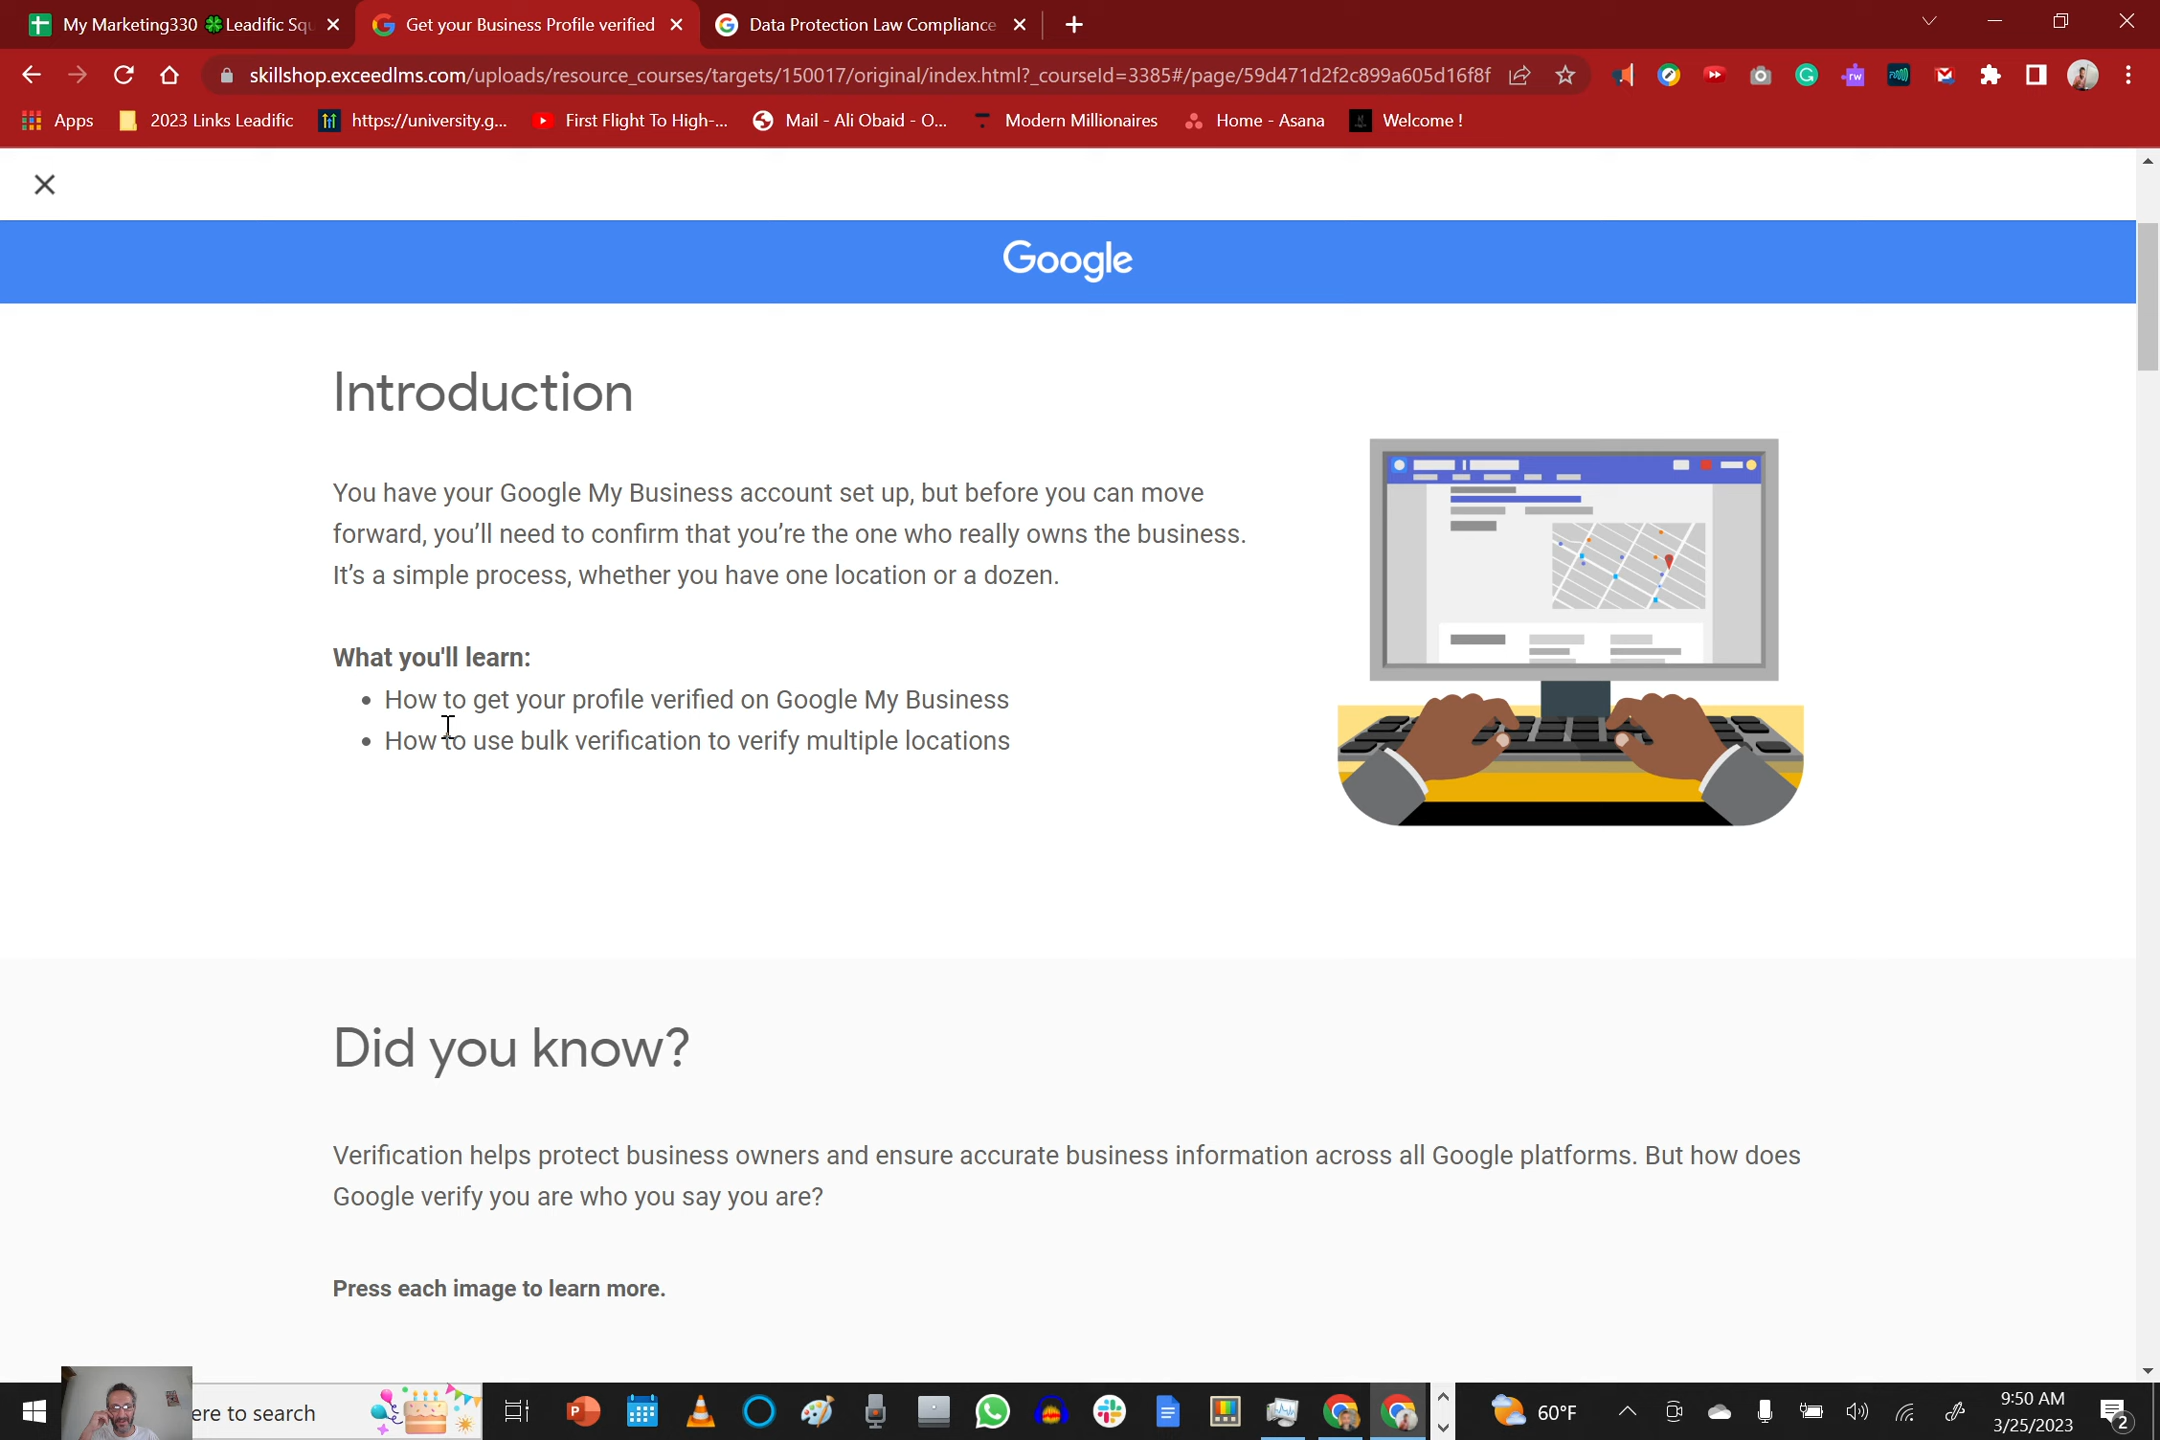 My Marketing330 🍀Leadific Squ
Get your Business Profile verified
Data Protection Law Compliance
skillshop.exceedlms.com/uploads/resource_courses/targets/150017/original/index.html?_courseId=3385#/page/59d471d2f2c899a605d16f8f
Apps
2023 Links Leadific
https://university.g...
First Flight To High-...
Mail - Ali Obaid - O...
Modern Millionaires
Home - Asana
Welcome !
Google
Introduction
You have your Google My Business account set up, but before you can move
forward, you’ll need to confirm that you’re the one who really owns the business.
It’s a simple process, whether you have one location or a dozen.
What you'll learn:
• How to get your profile verified on Google My Business
• How to use bulk verification to verify multiple locations
Did you know?
Verification helps protect business owners and ensure accurate business information across all Google platforms. But how does
Google verify you are who you say you are?
Press each image to learn more.
ere to search
60°F
9:50 AM
3/25/2023
2